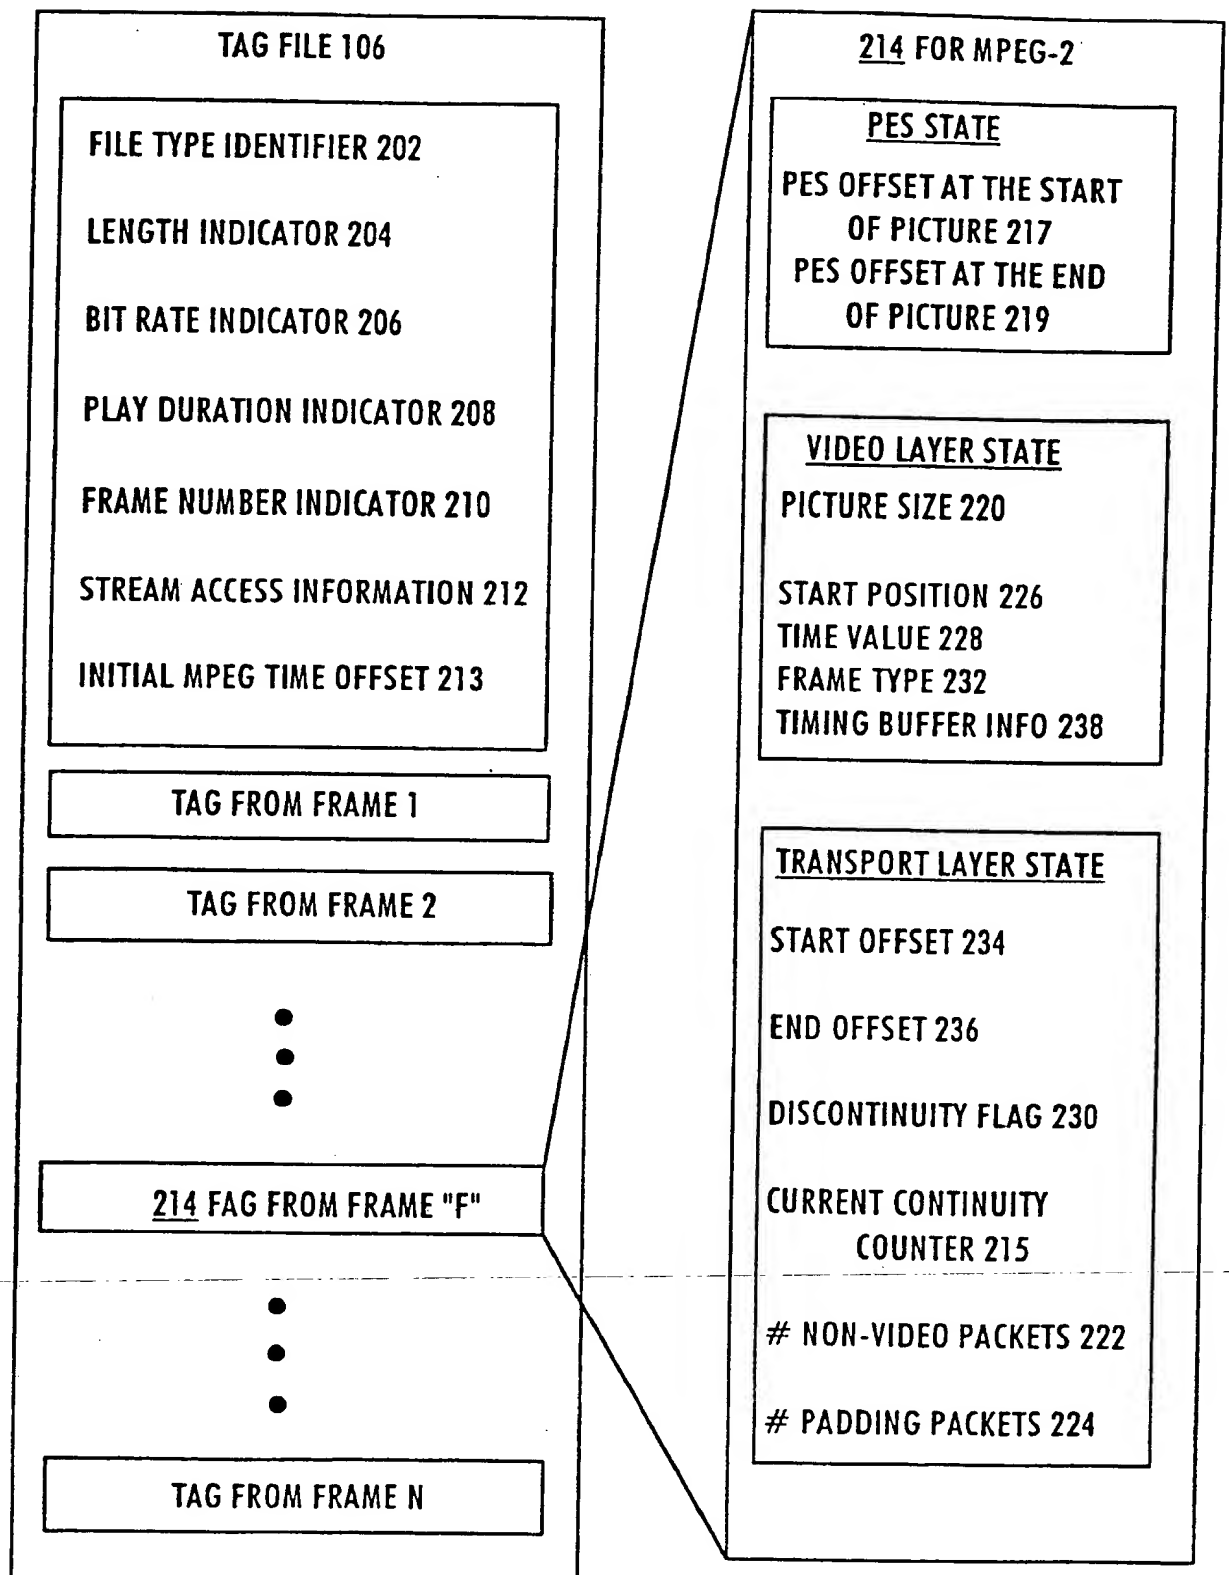 TAG FILE 106
FILE TYPE IDENTIFIER 202
LENGTH INDICATOR 204
BIT RATE INDICATOR 206
PLAY DURATION INDICATOR 208
FRAME NUMBER INDICATOR 210
STREAM ACCESS INFORMATION 212
INITIAL MPEG TIME OFFSET 213
TAG FROM FRAME 1
TAG FROM FRAME 2
214 FAG FROM FRAME "F"
TAG FROM FRAME N
214 FOR MPEG-2
PES STATE
PES OFFSET AT THE START
OF PICTURE 217
PES OFFSET AT THE END
OF PICTURE 219
VIDEO LAYER STATE
PICTURE SIZE 220
START POSITION 226
TIME VALUE 228
FRAME TYPE 232
TIMING BUFFER INFO 238
TRANSPORT LAYER STATE
START OFFSET 234
END OFFSET 236
DISCONTINUITY FLAG 230
CURRENT CONTINUITY
COUNTER 215
# NON-VIDEO PACKETS 222
# PADDING PACKETS 224